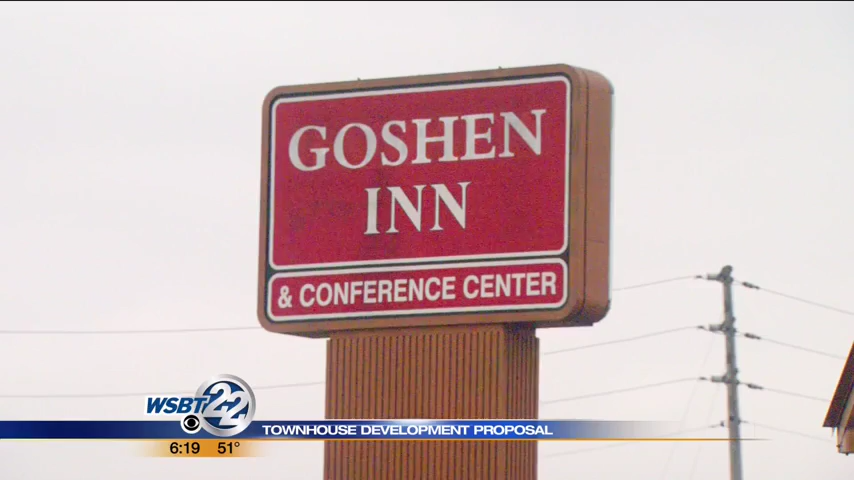 GOSHEN
INN
& CONFERENCE CENTER
WSBT 22
TOWNHOUSE DEVELOPMENT PROPOSAL
6:19 51°